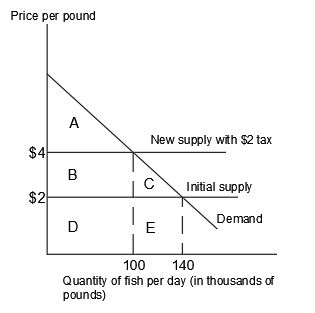 Price per pound
A
New supply with $2 tax
$4
B
C
Initial supply
$2
Demand
D
E
100
140
Quantity of fish per day (in thousands of
pounds)